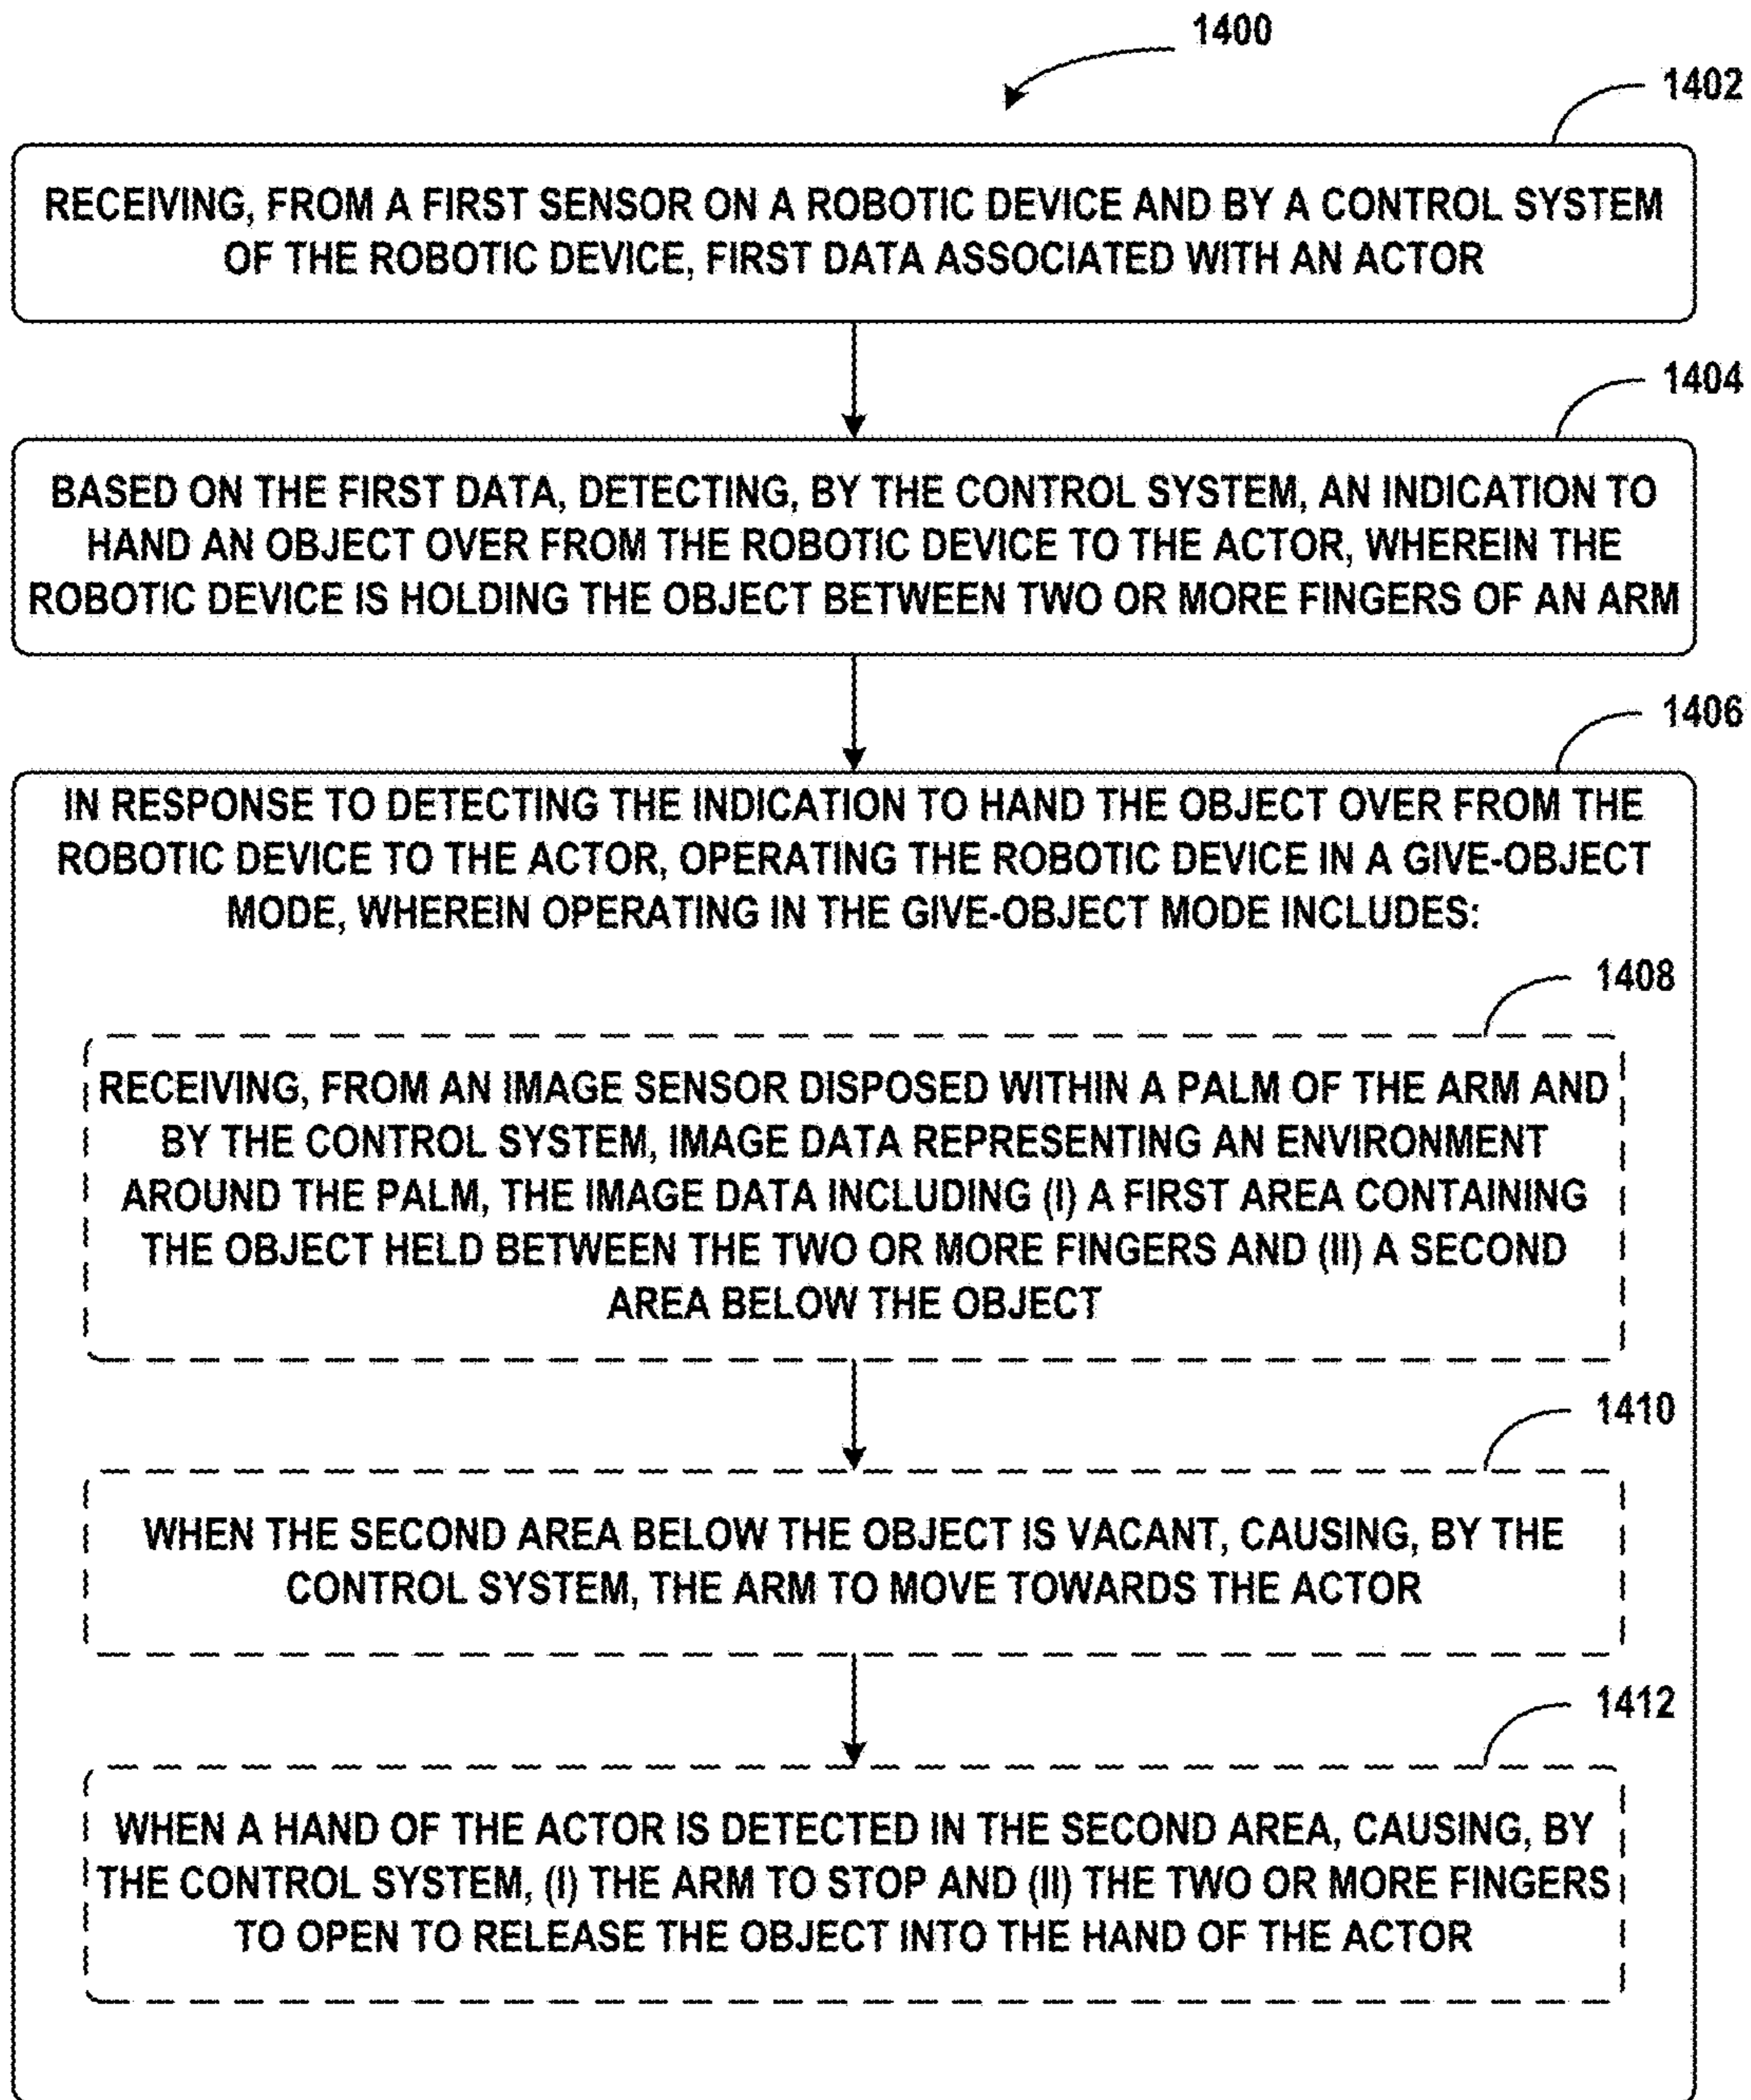 1400
1402
RECEIVING, FROM A FIRST SENSOR ON A ROBOTIC DEVICE AND BY A CONTROL SYSTEM
OF THE ROBOTIC DEVICE, FIRST DATA ASSOCIATED WITH AN ACTOR
1404
BASED ON THE FIRST DATA, DETECTING, BY THE CONTROL SYSTEM, AN INDICATION TO
HAND AN OBJECT OVER FROM THE ROBOTIC DEVICE TO THE ACTOR, WHEREIN THE
ROBOTIC DEVICE IS HOLDING THE OBJECT BETWEEN TWO OR MORE FINGERS OF AN ARM
1406
IN RESPONSE TO DETECTING THE INDICATION TO HAND THE OBJECT OVER FROM THE
ROBOTIC DEVICE TO THE ACTOR, OPERATING THE ROBOTIC DEVICE IN A GIVE-OBJECT
MODE, WHEREIN OPERATING IN THE GIVE-OBJECT MODE INCLUDES:
1408
RECEIVING, FROM AN IMAGE SENSOR DISPOSED WITHIN A PALM OF THE ARM AND
BY THE CONTROL SYSTEM, IMAGE DATA REPRESENTING AN ENVIRONMENT
AROUND THE PALM, THE IMAGE DATA INCLUDING (I) A FIRST AREA CONTAINING
THE OBJECT HELD BETWEEN THE TWO OR MORE FINGERS AND (II) A SECOND
AREA BELOW THE OBJECT
1410
WHEN THE SECOND AREA BELOW THE OBJECT IS VACANT, CAUSING, BY THE
CONTROL SYSTEM, THE ARM TO MOVE TOWARDS THE ACTOR
1412
WHEN A HAND OF THE ACTOR IS DETECTED IN THE SECOND AREA, CAUSING, BY
THE CONTROL SYSTEM, (I) THE ARM TO STOP AND (II) THE TWO OR MORE FINGERS
TO OPEN TO RELEASE THE OBJECT INTO THE HAND OF THE ACTOR